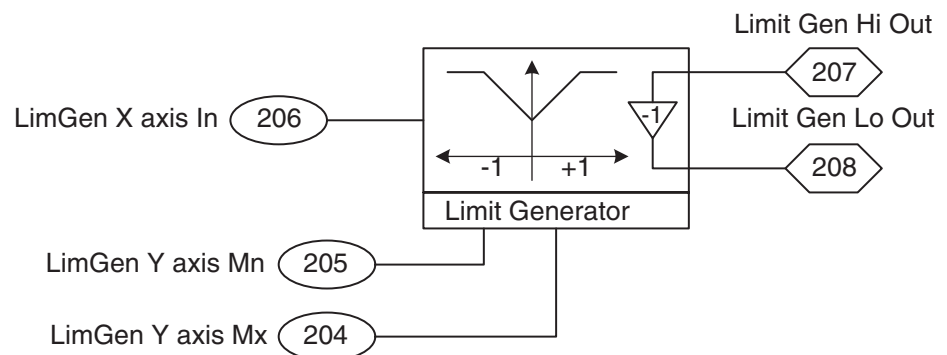 Limit Gen Hi Out
207
LimGen X axis In 206
-1
Limit Gen Lo Out
208
-1 +1
Limit Generator
LimGen Y axis Mn 205
LimGen Y axis Mx 204